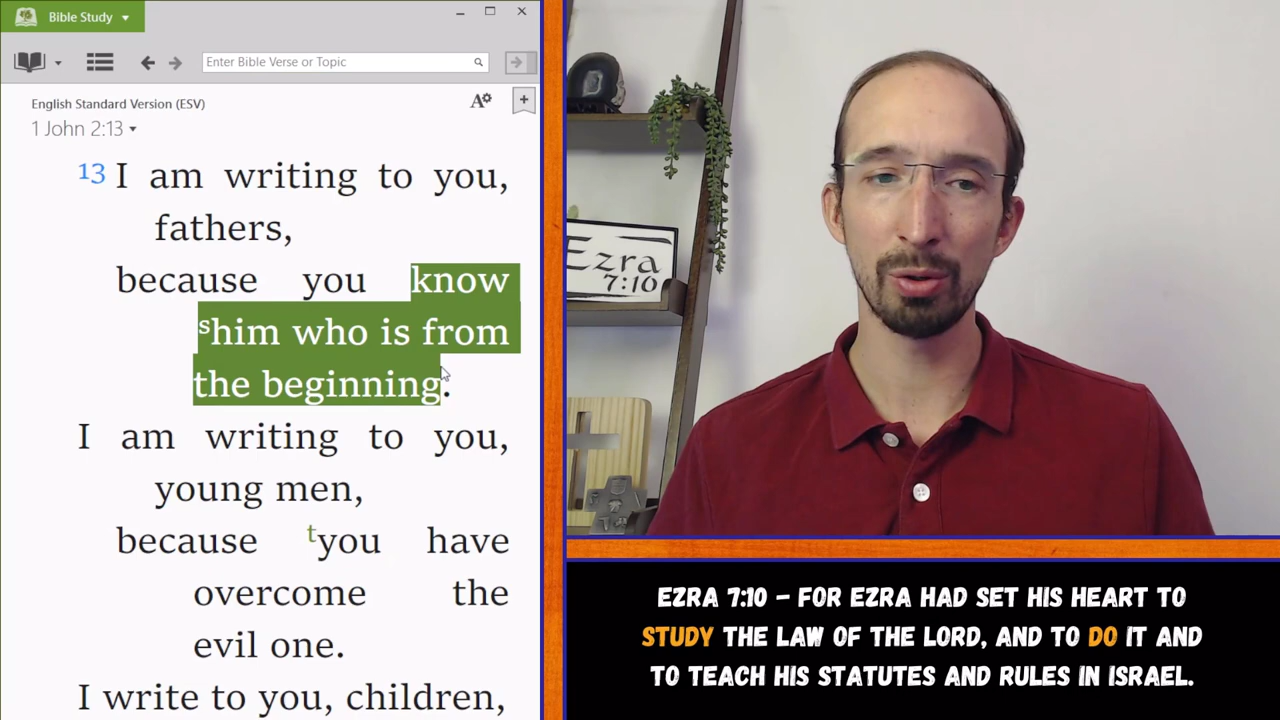 Bible Study
Enter Bible Verse or Topic
English Standard Version (ESV)
1 John 2:13
13 I am writing to you,
fathers,
because you know
s him who is from
the beginning.
I am writing to you,
young men,
because t you have
overcome the
evil one.
I write to you, children,
Ezra
7:10
EZRA 7:10 – FOR EZRA HAD SET HIS HEART TO
STUDY THE LAW OF THE LORD, AND TO DO IT AND
TO TEACH HIS STATUTES AND RULES IN ISRAEL.